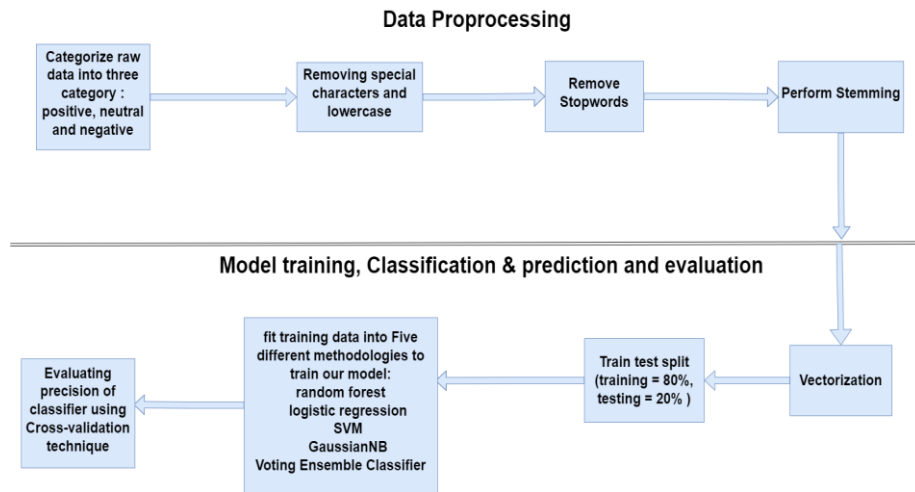 Data Proprocessing
Categorize raw
data into three
category :
positive, neutral
and negative
Removing special
characters and
lowercase
Remove
Stopwords
Perform Stemming
Model training, Classification & prediction and evaluation
Vectorization
Train test split
(training = 80%,
testing = 20% )
fit training data into Five
different methodologies to
train our model:
random forest
logistic regression
SVM
GaussianNB
Voting Ensemble Classifier
Evaluating
precision of
classifier using
Cross-validation
technique